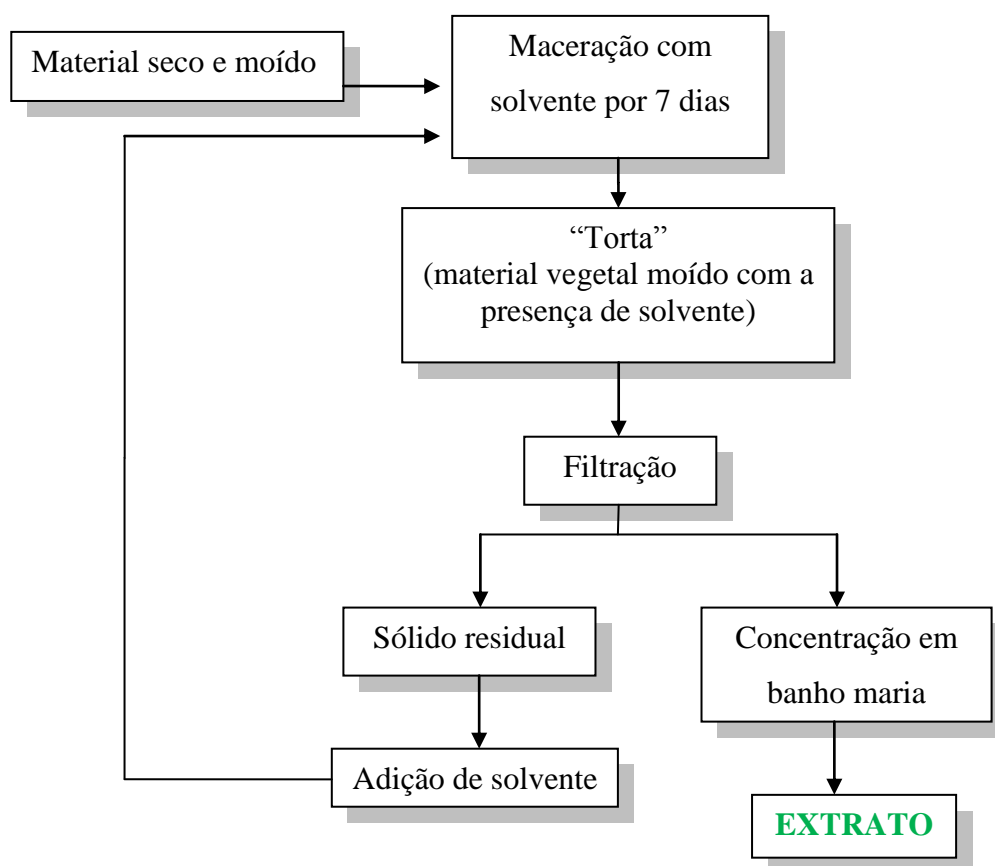 Material seco e moído
Maceração com
solvente por 7 dias
“Torta”
(material vegetal moído com a
presença de solvente)
Filtração
Sólido residual
Concentração em
banho maria
Adição de solvente
EXTRATO